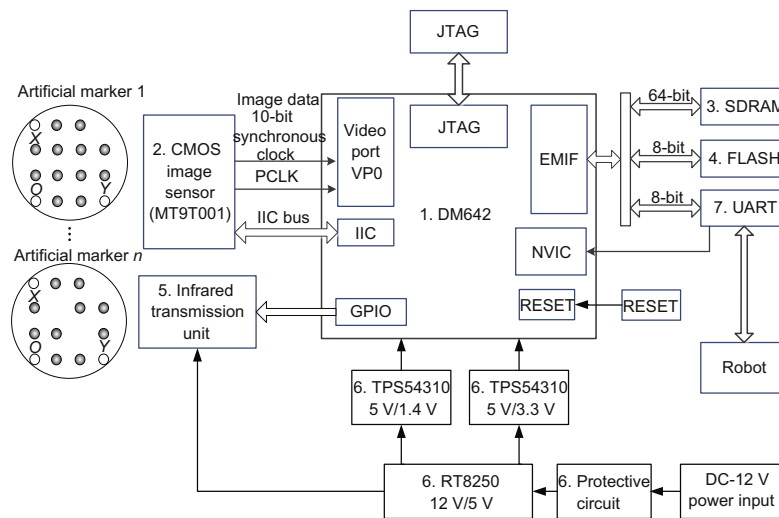 JTAG
Artificial marker 1
X
O
Y
Artificial marker n
X
O
Y
Image data
10-bit
synchronous
clock
PCLK
IIC bus
2. CMOS
image
sensor
(MT9T001)
Video
port
VP0
JTAG
EMIF
1. DM642
IIC
NVIC
GPIO
RESET
RESET
64-bit
8-bit
8-bit
3. SDRAM
4. FLASH
7. UART
Robot
5. Infrared
transmission
unit
6. TPS54310
5 V/1.4 V
6. TPS54310
5 V/3.3 V
6. RT8250
12 V/5 V
6. Protective
circuit
DC-12 V
power input